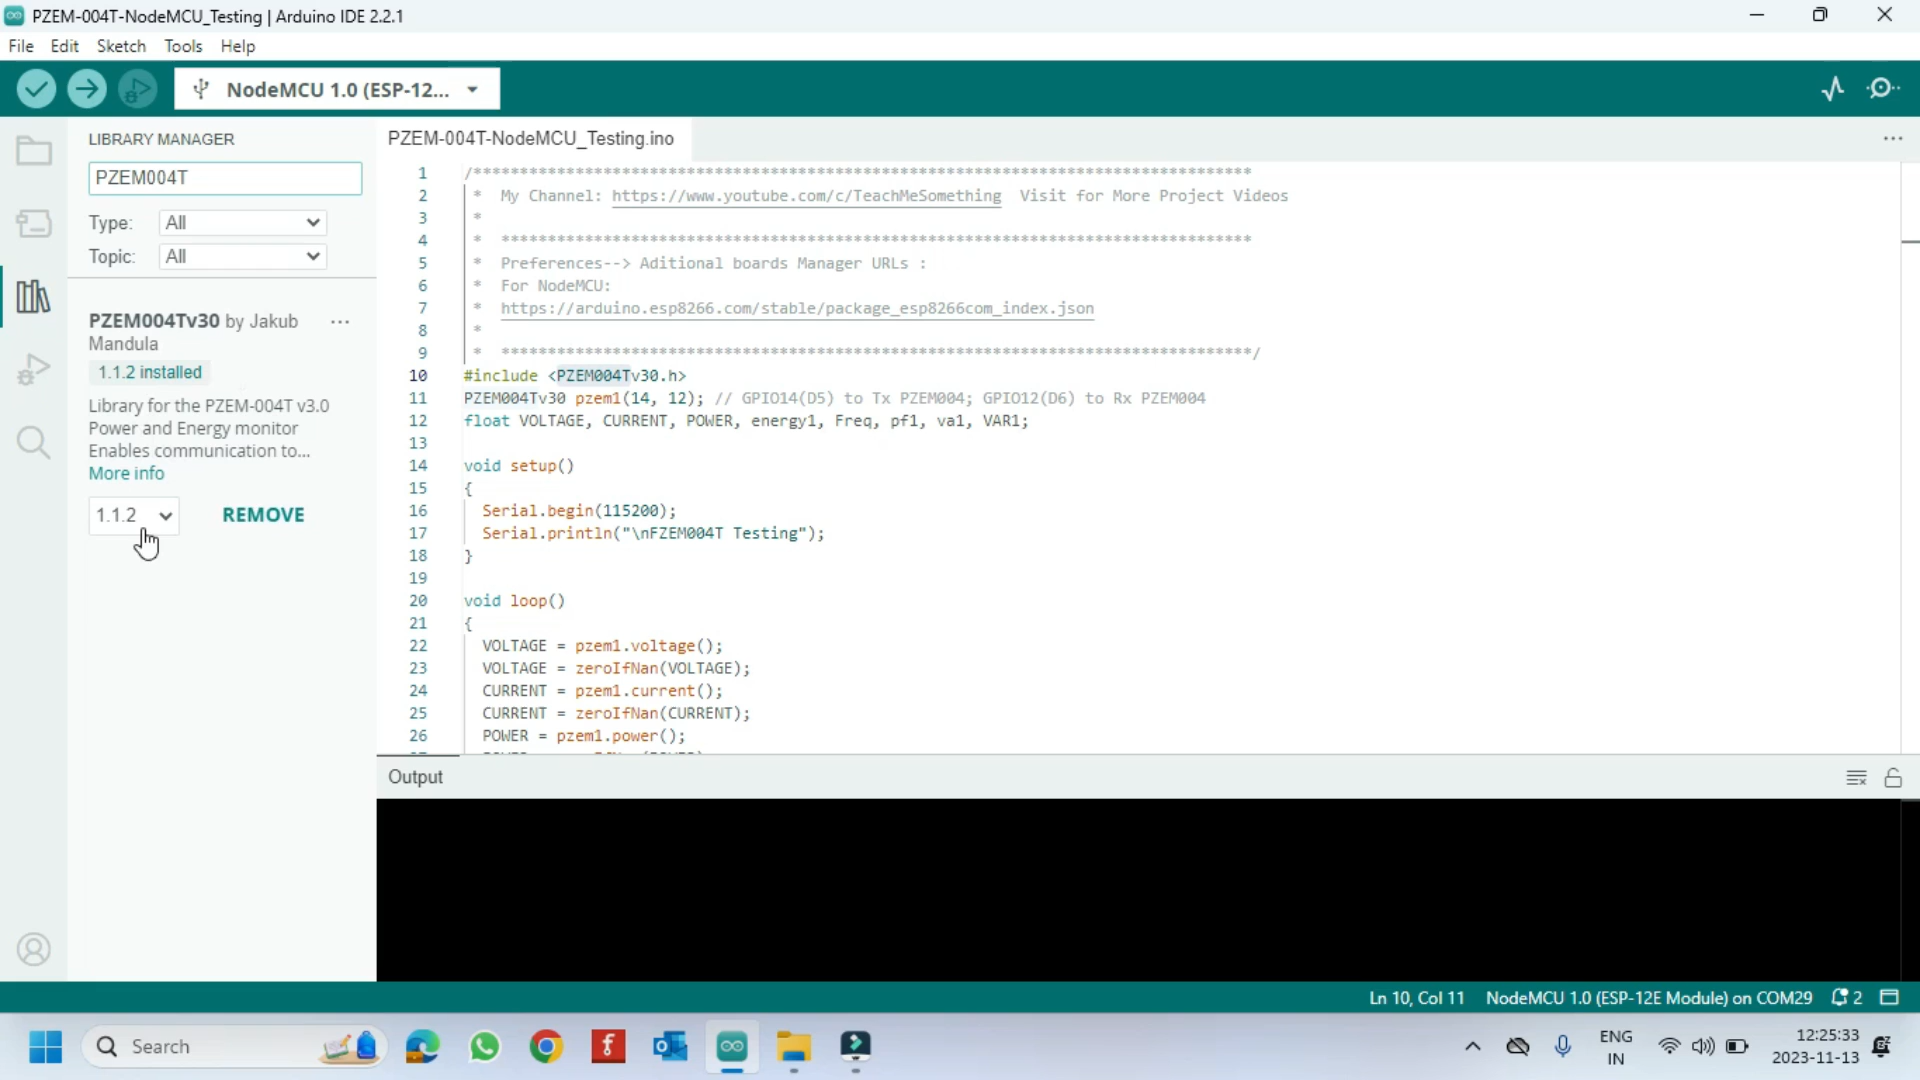 PZEM-004T-NodeMCU_Testing | Arduino IDE 2.2.1
File Edit Sketch Tools Help
NodeMCU 1.0 (ESP-12...
LIBRARY MANAGER
PZEM004T
Type: All
Topic: All
PZEM004Tv30 by Jakub
Mandula
1.1.2 installed
Library for the PZEM-004T v3.0
Power and Energy monitor
Enables communication to...
More info
1.1.2 REMOVE
PZEM-004T-NodeMCU_Testing.ino
1 /************************************************************************************
2 * My Channel: https://www.youtube.com/c/TeachMeSomething Visit for More Project Videos
3 *
4 * *********************************************************************************
5 * Preferences--> Aditional boards Manager URLs :
6 * For NodeMCU:
7 * https://arduino.esp8266.com/stable/package_esp8266com_index.json
8 *
9 * *********************************************************************************/
10 #include <PZEM004Tv30.h>
11 PZEM004Tv30 pzem1(14, 12); // GPIO14(D5) to Tx PZEM004; GPIO12(D6) to Rx PZEM004
12 float VOLTAGE, CURRENT, POWER, energy1, Freq, pf1, va1, VAR1;
13
14 void setup()
15 {
16 Serial.begin(115200);
17 Serial.println("\nFZEM004T Testing");
18 }
19
20 void loop()
21 {
22 VOLTAGE = pzem1.voltage();
23 VOLTAGE = zeroIfNan(VOLTAGE);
24 CURRENT = pzem1.current();
25 CURRENT = zeroIfNan(CURRENT);
26 POWER = pzem1.power();
Output
Ln 10, Col 11 NodeMCU 1.0 (ESP-12E Module) on COM29 2
Search
ENG
IN
12:25:33
2023-11-13